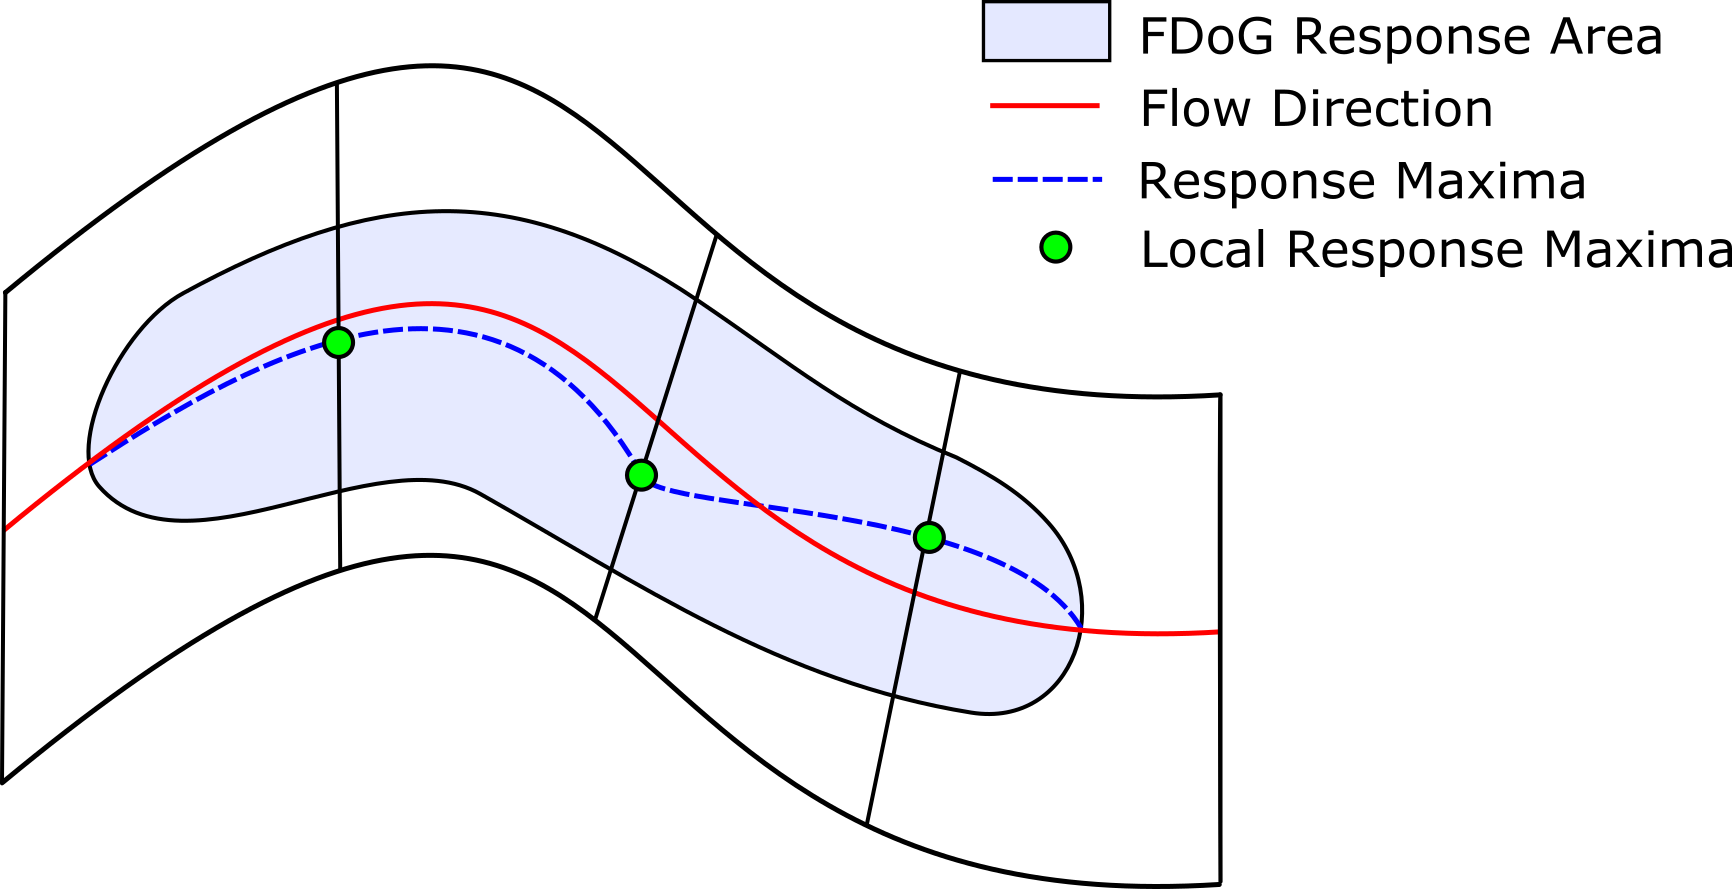 FDoG Response Area
Flow Direction
Response Maxima
Local Response Maxima